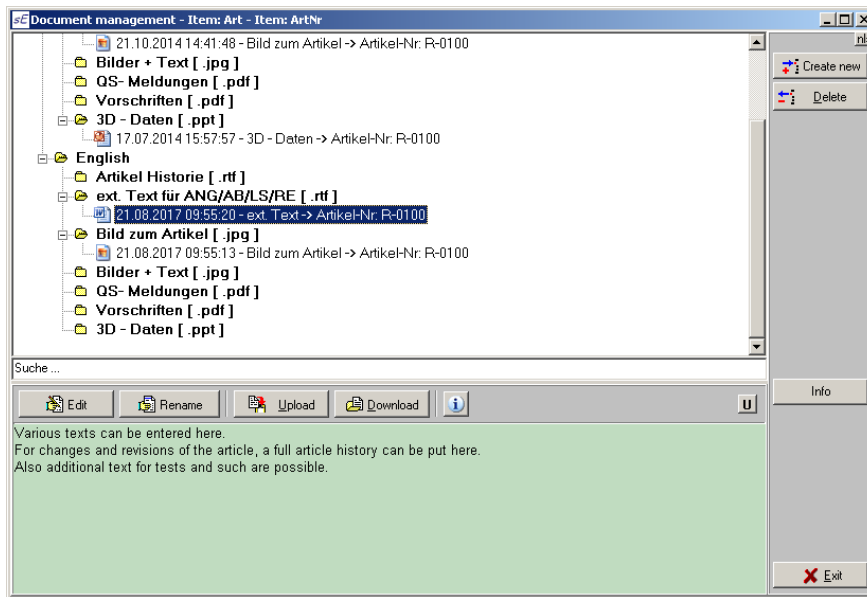 sE Document management - Item: Art - Item: ArtNr
21.10.2014 14:41:48 - Bild zum Artikel -> Artikel-Nr: R-0100
Bilder + Text [ .jpg ]
QS- Meldungen [ .pdf ]
Vorschriften [ .pdf ]
3D - Daten [ .ppt ]
17.07.2014 15:57:57 - 3D - Daten -> Artikel-Nr: R-0100
English
Artikel Historie [ .rtf ]
ext. Text für ANG/AB/LS/RE [ .rtf ]
21.08.2017 09:55:20 - ext. Text -> Artikel-Nr: R-0100
Bild zum Artikel [ .jpg ]
21.08.2017 09:55:13 - Bild zum Artikel -> Artikel-Nr: R-0100
Bilder + Text [ .jpg ]
QS- Meldungen [ .pdf ]
Vorschriften [ .pdf ]
3D - Daten [ .ppt ]
Suche ...
Edit Rename Upload Download U
Various texts can be entered here.
For changes and revisions of the article, a full article history can be put here.
Also additional text for tests and such are possible.
Create new
Delete
Info
Exit